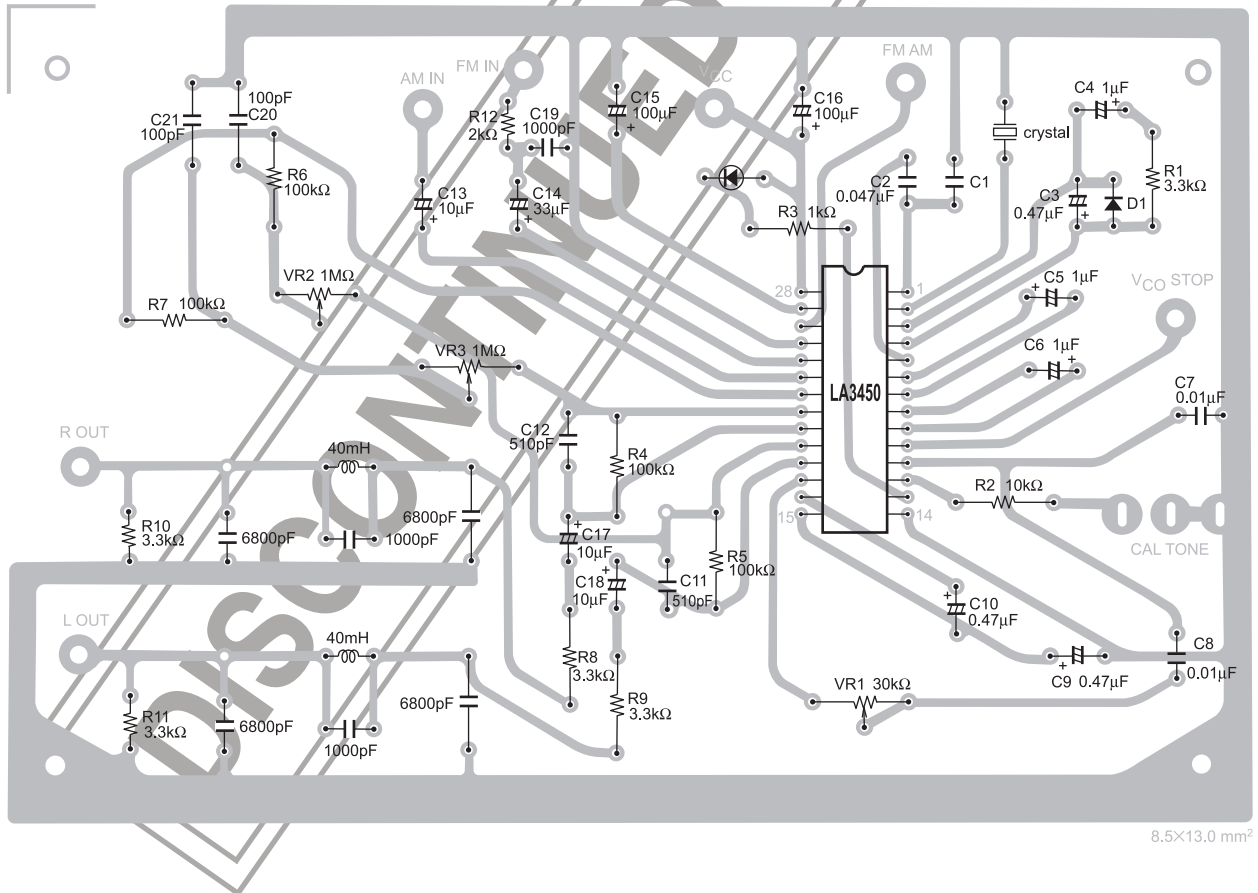 FM IN
AM IN
VCC
FM AM
C4 1µF
100pF
C20
C21
100pF
R12
2kΩ
C19
1000pF
C15
100µF
+
C16
100µF
+
crystal
R1
3.3kΩ
R6
100kΩ
C13
10µF
+
C14
33µF
+
C2
0.047µF
C1
C3
0.47µF
+
D1
R3 1kΩ
VR2 1MΩ
R7 100kΩ
28
1
C5 1µF
+
VCO STOP
VR3 1MΩ
C6 1µF
+
LA3450
C7
0.01µF
R OUT
40mH
C12
510pF
R4
100kΩ
R2 10kΩ
R10
3.3kΩ
6800pF
1000pF
6800pF
C17
10µF
+
15
14
CAL TONE
R5
100kΩ
C18
10µF
+
C11
510pF
C10
0.47µF
+
L OUT
40mH
R8
3.3kΩ
C9 0.47µF
+
C8
0.01µF
R11
3.3kΩ
6800pF
1000pF
6800pF
R9
3.3kΩ
VR1 30kΩ
8.5×13.0 mm²
DISCONTINUED